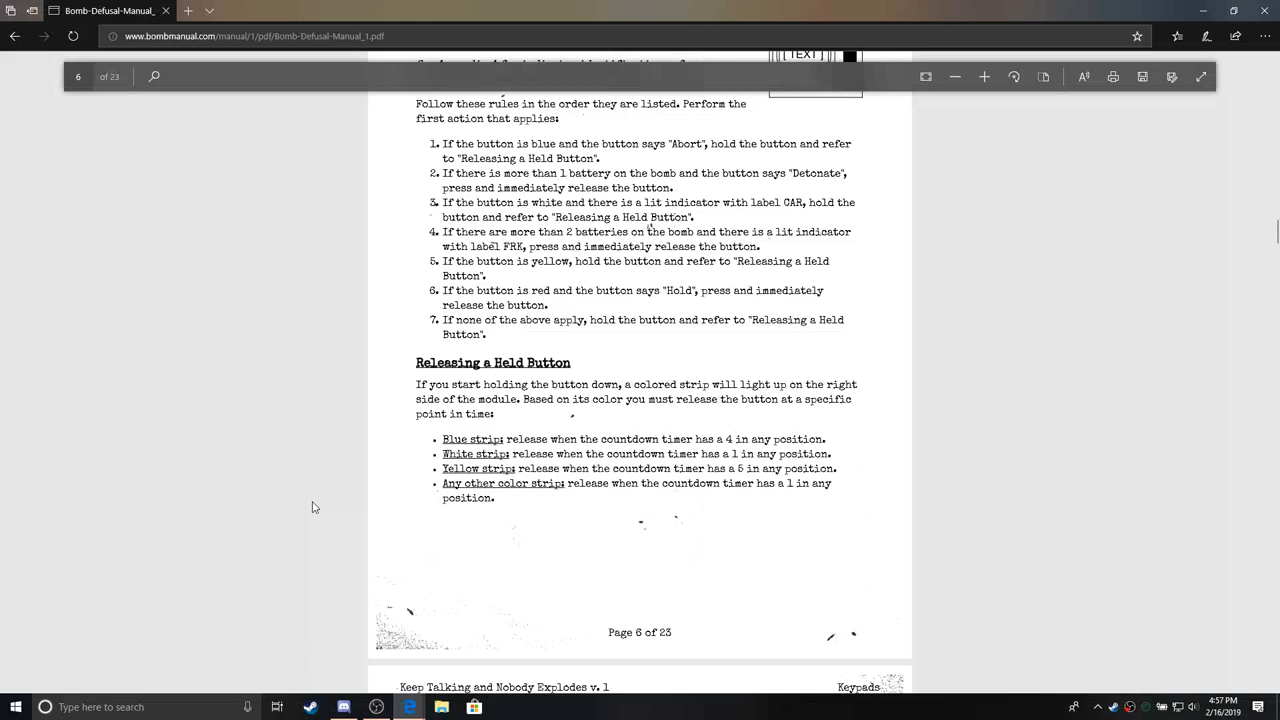 Bomb-Defusal-Manual_
www.bombmanual.com/manual/1/pdf/Bomb-Defusal-Manual_1.pdf
[TEXT]
6 of 23
Follow these rules in the order they are listed. Perform the
first action that applies:
1. If the button is blue and the button says "Abort", hold the button and refer
to "Releasing a Held Button".
2. If there is more than 1 battery on the bomb and the button says "Detonate",
press and immediately release the button.
3. If the button is white and there is a lit indicator with label CAR, hold the
button and refer to "Releasing a Held Button".
4. If there are more than 2 batteries on the bomb and there is a lit indicator
with label FRK, press and immediately release the button.
5. If the button is yellow, hold the button and refer to "Releasing a Held
Button".
6. If the button is red and the button says "Hold", press and immediately
release the button.
7. If none of the above apply, hold the button and refer to "Releasing a Held
Button".
Releasing a Held Button
If you start holding the button down, a colored strip will light up on the right
side of the module. Based on its color you must release the button at a specific
point in time:
• Blue strip: release when the countdown timer has a 4 in any position.
• White strip: release when the countdown timer has a 1 in any position.
• Yellow strip: release when the countdown timer has a 5 in any position.
• Any other color strip: release when the countdown timer has a 1 in any
position.
Page 6 of 23
Keep Talking and Nobody Explodes v. 1 Keypads
Type here to search
4:57 PM
2/16/2019